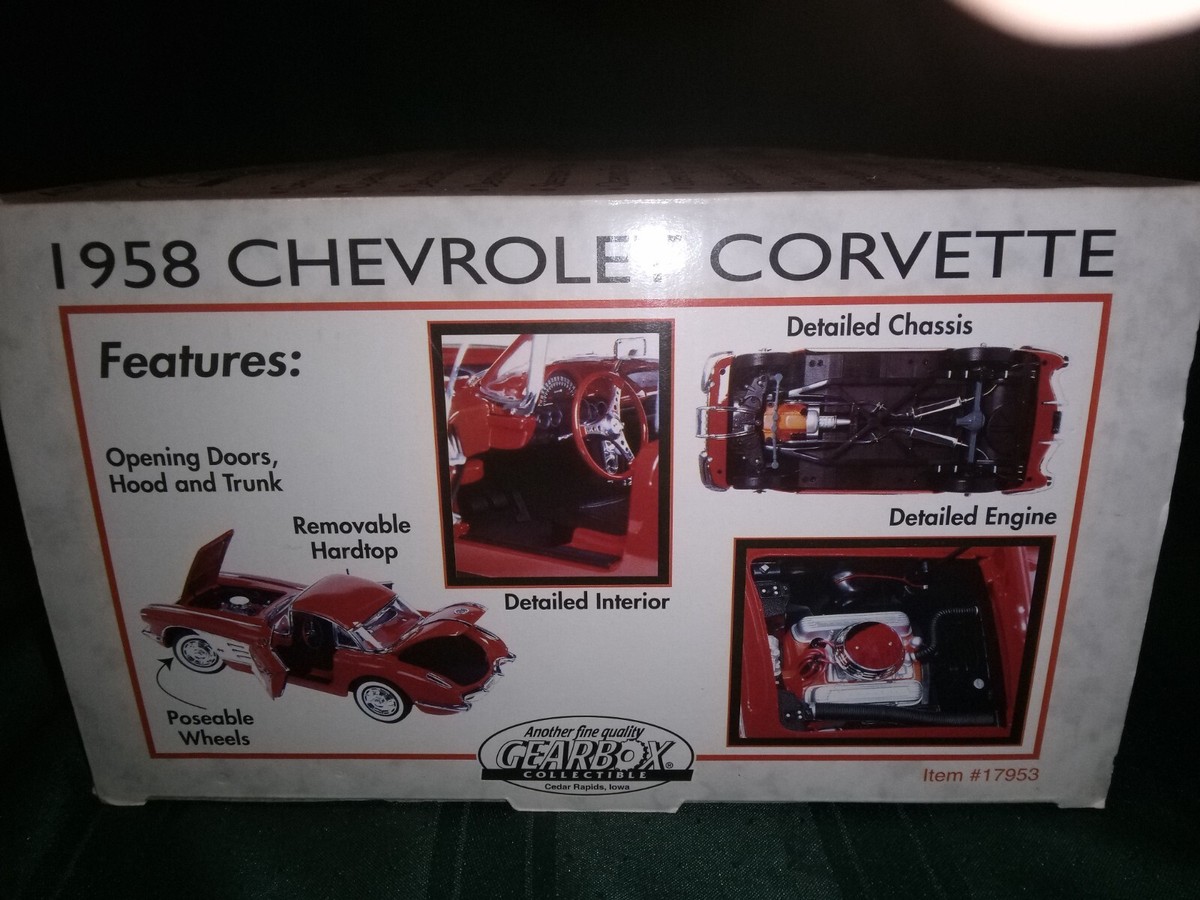 1958 CHEVROLET CORVETTE
Features:
Opening Doors,
Hood and Trunk
Removable
Hardtop
Poseable
Wheels
Detailed Interior
Detailed Chassis
Detailed Engine
Another fine quality
GEARBOX®
COLLECTIBLE
Cedar Rapids, Iowa
Item #17953